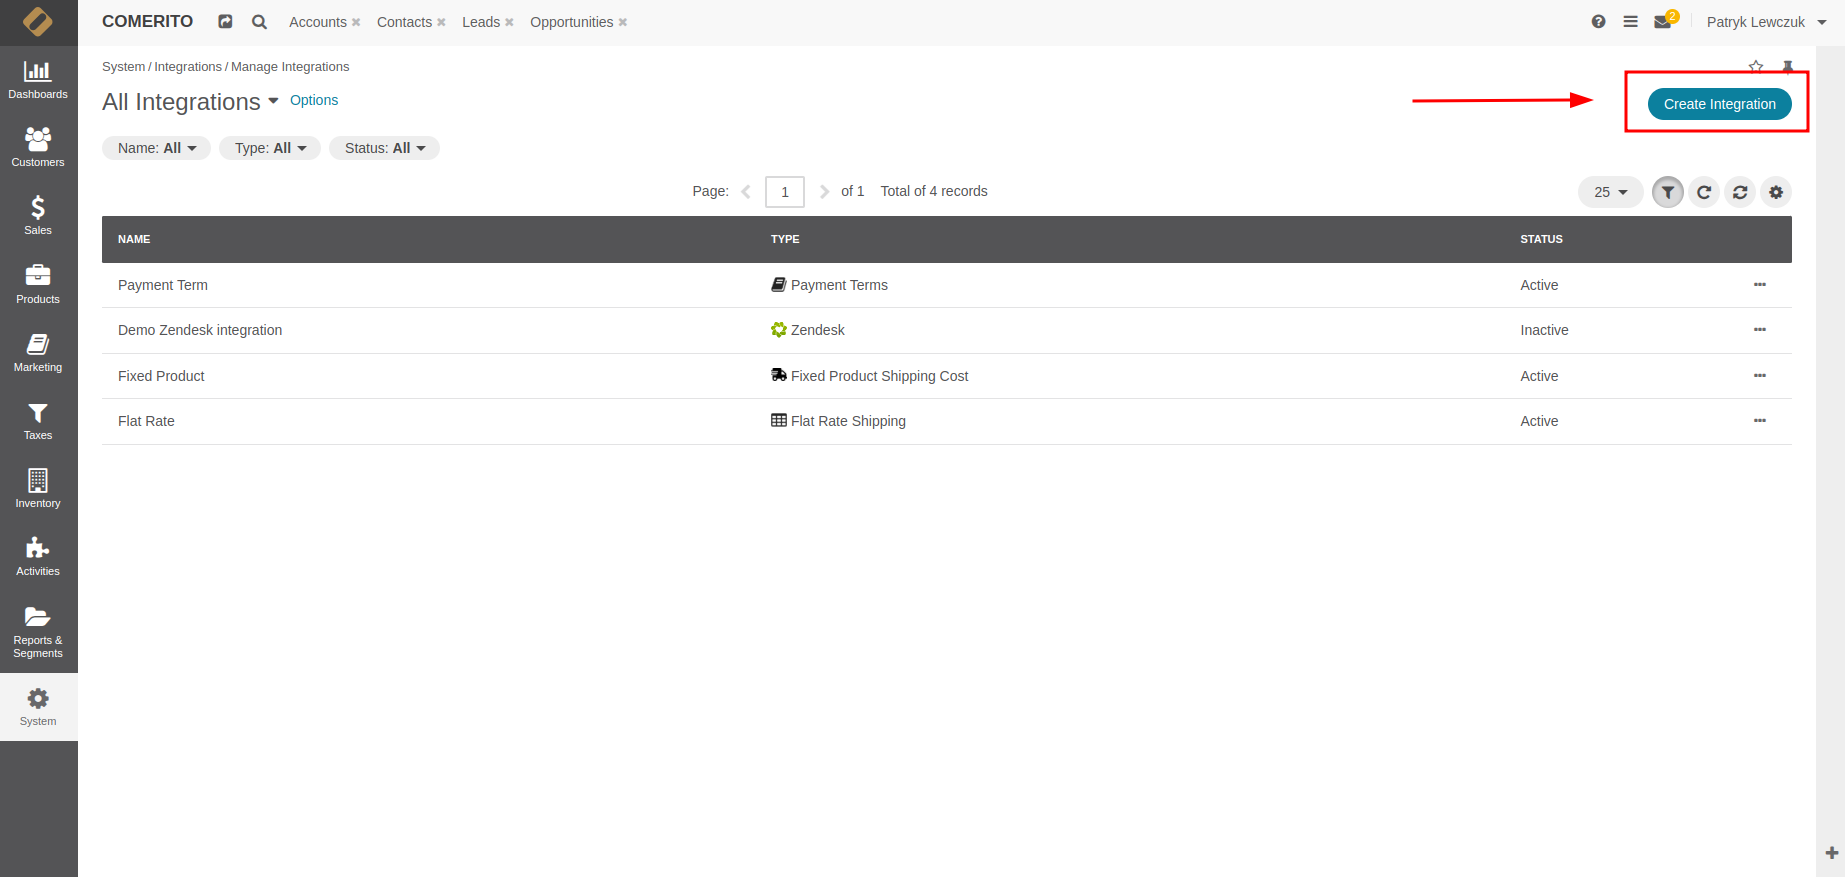 COMERITO Accounts Contacts Leads Opportunities 2 Patryk Lewczuk
System / Integrations / Manage Integrations
All Integrations Options Create Integration
Name: All Type: All Status: All
Page: 1 of 1 Total of 4 records 25
NAME TYPE STATUS
Payment Term Payment Terms Active
Demo Zendesk integration Zendesk Inactive
Fixed Product Fixed Product Shipping Cost Active
Flat Rate Flat Rate Shipping Active
Dashboards
Customers
Sales
Products
Marketing
Taxes
Inventory
Activities
Reports &
Segments
System